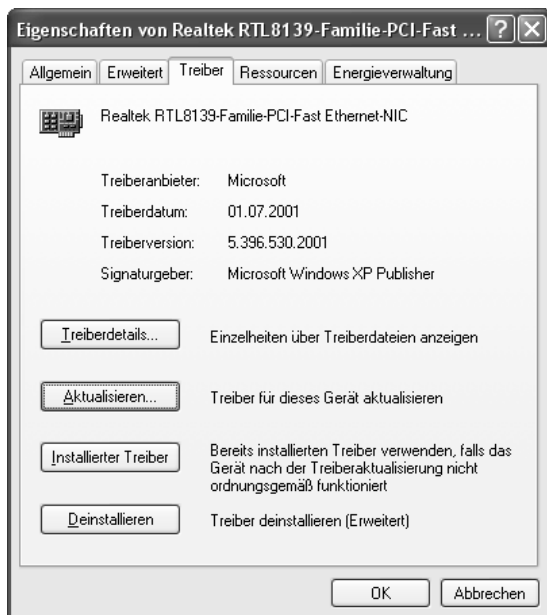 Eigenschaften von Realtek RTL8139-Familie-PCI-Fast ...
Allgemein Erweitert Treiber Ressourcen Energieverwaltung
Realtek RTL8139-Familie-PCI-Fast Ethernet-NIC
Treiberanbieter: Microsoft
Treiberdatum: 01.07.2001
Treiberversion: 5.396.530.2001
Signaturgeber: Microsoft Windows XP Publisher
Treiberdetails... Einzelheiten über Treiberdateien anzeigen
Aktualisieren... Treiber für dieses Gerät aktualisieren
Installierter Treiber Bereits installierten Treiber verwenden, falls das
Gerät nach der Treiberaktualisierung nicht
ordnungsgemäß funktioniert
Deinstallieren Treiber deinstallieren (Erweitert)
OK Abbrechen